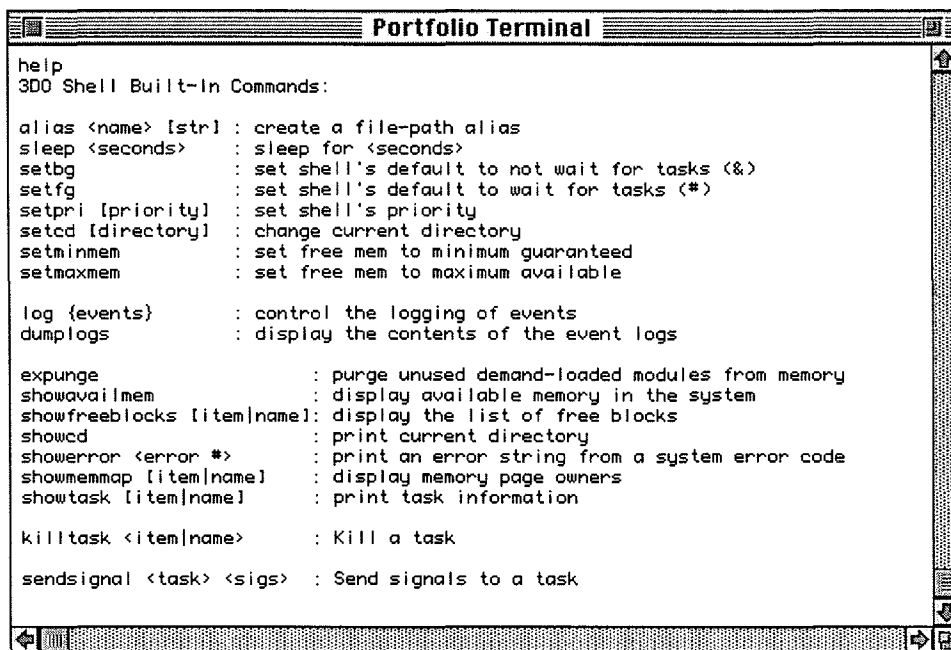 Portfolio Terminal
help
3DO Shell Built-In Commands:
alias <name> [str] : create a file-path alias
sleep <seconds> : sleep for <seconds>
setbg : set shell's default to not wait for tasks (&)
setfg : set shell's default to wait for tasks (#)
setpri [priority] : set shell's priority
setcd [directory] : change current directory
setminmem : set free mem to minimum guaranteed
setmaxmem : set free mem to maximum available
log {events} : control the logging of events
dumplogs : display the contents of the event logs
expunge : purge unused demand-loaded modules from memory
showavailmem : display available memory in the system
showfreeblocks [item|name]: display the list of free blocks
showcd : print current directory
showerror <error #> : print an error string from a system error code
showmemmap [item|name] : display memory page owners
showtask [item|name] : print task information
killtask <item|name> : Kill a task
sendsignal <task> <sigs> : Send signals to a task